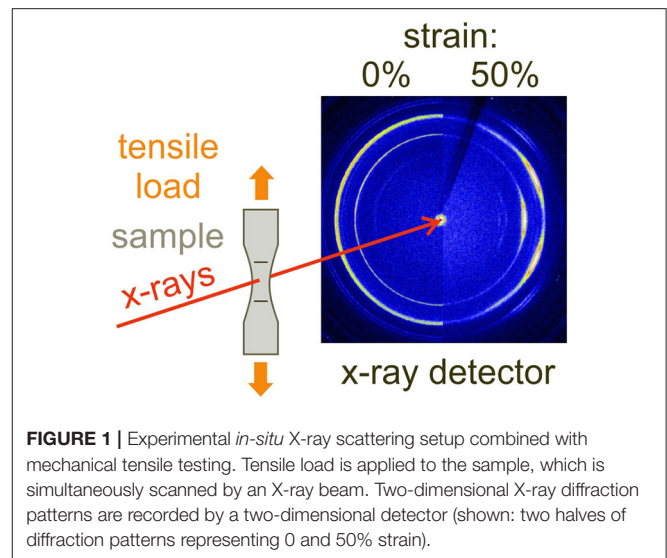 strain:
0% 50%
tensile
load
sample
x-rays
x-ray detector
FIGURE 1 | Experimental in-situ X-ray scattering setup combined with
mechanical tensile testing. Tensile load is applied to the sample, which is
simultaneously scanned by an X-ray beam. Two-dimensional X-ray diffraction
patterns are recorded by a two-dimensional detector (shown: two halves of
diffraction patterns representing 0 and 50% strain).